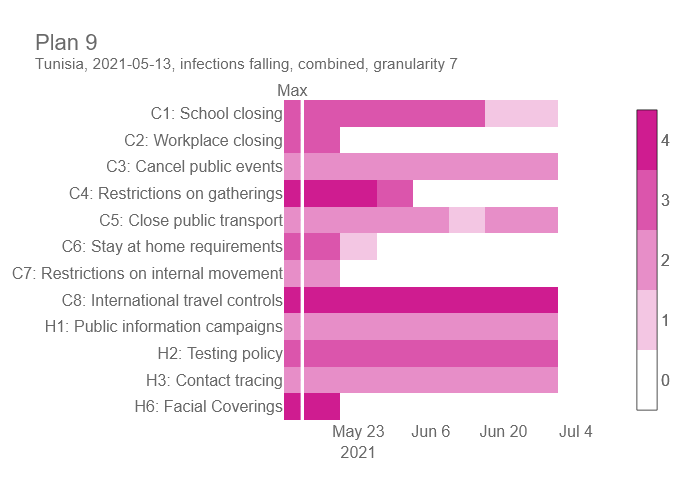 Plan 9
Tunisia, 2021-05-13, infections falling, combined, granularity 7
Max
C1: School closing
C2: Workplace closing
C3: Cancel public events
C4: Restrictions on gatherings
C5: Close public transport
C6: Stay at home requirements
C7: Restrictions on internal movement
C8: International travel controls
H1: Public information campaigns
H2: Testing policy
H3: Contact tracing
H6: Facial Coverings
4
3
2
1
0
May 23 Jun 6 Jun 20 Jul 4
2021